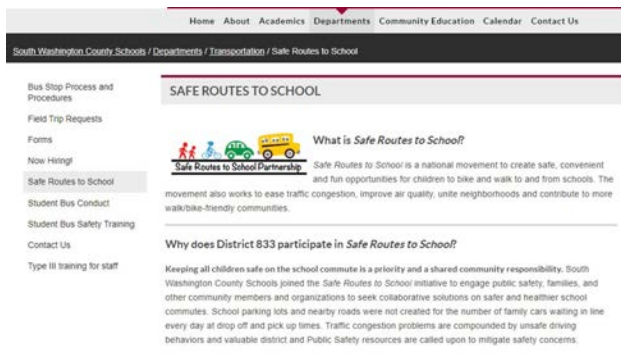 Home About Academics Departments Community Education Calendar Contact Us
South Washington County Schools / Departments / Transportation / Safe Routes to School
Bus Stop Process and
Procedures
Field Trip Requests
Forms
Now Hiring!
Safe Routes to School
Student Bus Conduct
Student Bus Safety Training
Contact Us
Type III training for staff
SAFE ROUTES TO SCHOOL
Safe Routes to School Partnership
What is Safe Routes to School?
Safe Routes to School is a national movement to create safe, convenient
and fun opportunities for children to bike and walk to and from schools. The
movement also works to ease traffic congestion, improve air quality, unite neighborhoods and contribute to more
walk/bike-friendly communities.
Why does District 833 participate in Safe Routes to School?
Keeping all children safe on the school commute is a priority and a shared community responsibility. South
Washington County Schools joined the Safe Routes to School initiative to engage public safety, families, and
other community members and organizations to seek collaborative solutions on safer and healthier school
commutes. School parking lots and nearby roads were not created for the number of family cars waiting in line
every day at drop off and pick up times. Traffic congestion problems are compounded by unsafe driving
behaviors and valuable district and Public Safety resources are called upon to mitigate safety concerns.